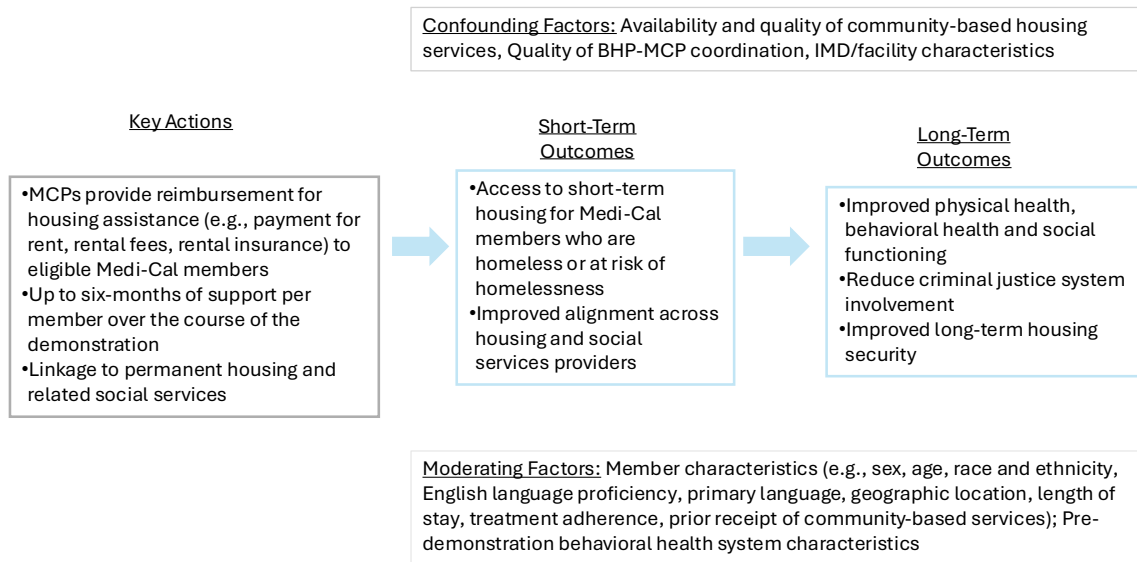 Confounding Factors: Availability and quality of community-based housing
services, Quality of BHP-MCP coordination, IMD/facility characteristics
Key Actions
•MCPs provide reimbursement for
housing assistance (e.g., payment for
rent, rental fees, rental insurance) to
eligible Medi-Cal members
•Up to six-months of support per
member over the course of the
demonstration
•Linkage to permanent housing and
related social services
Short-Term
Outcomes
•Access to short-term
housing for Medi-Cal
members who are
homeless or at risk of
homelessness
•Improved alignment across
housing and social
services providers
Long-Term
Outcomes
•Improved physical health,
behavioral health and social
functioning
•Reduce criminal justice system
involvement
•Improved long-term housing
security
Moderating Factors: Member characteristics (e.g., sex, age, race and ethnicity,
English language proficiency, primary language, geographic location, length of
stay, treatment adherence, prior receipt of community-based services); Pre-
demonstration behavioral health system characteristics